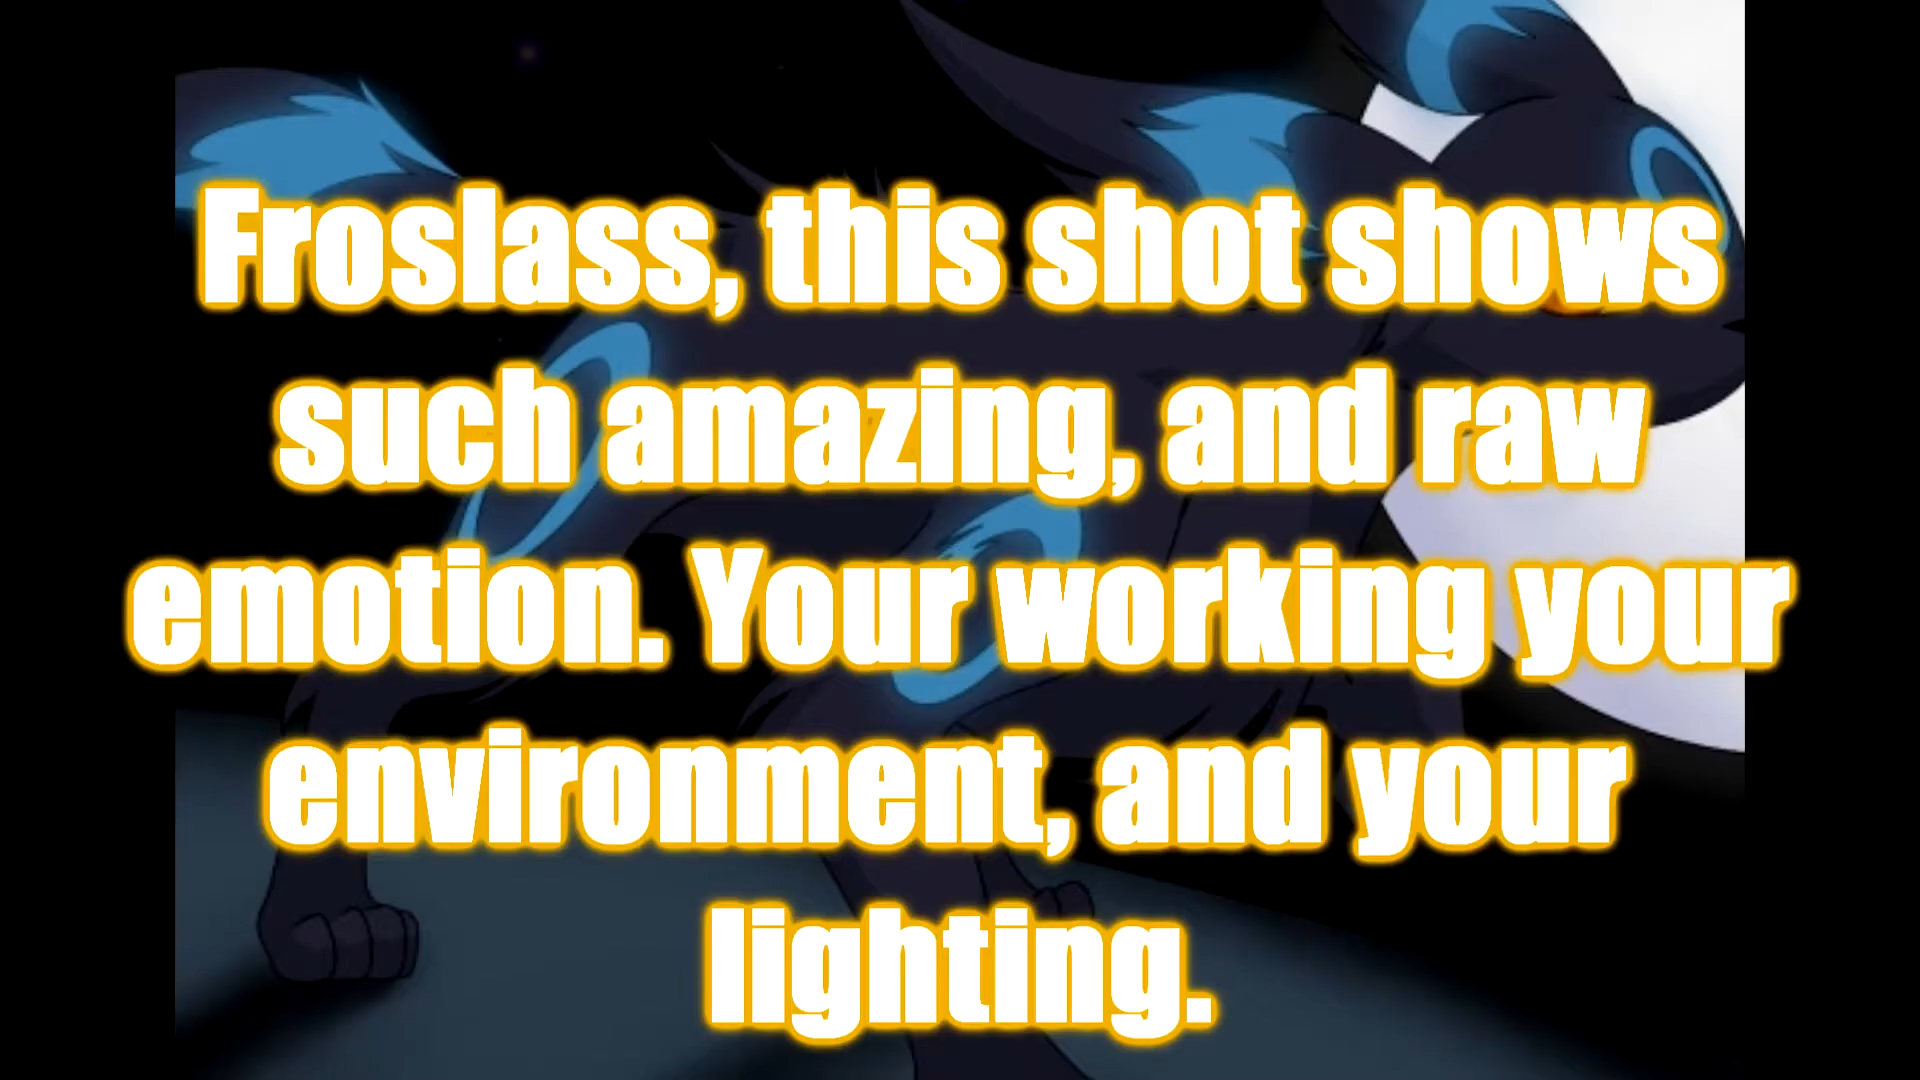 Froslass, this shot shows
such amazing, and raw
emotion. Your working your
environment, and your
lighting.